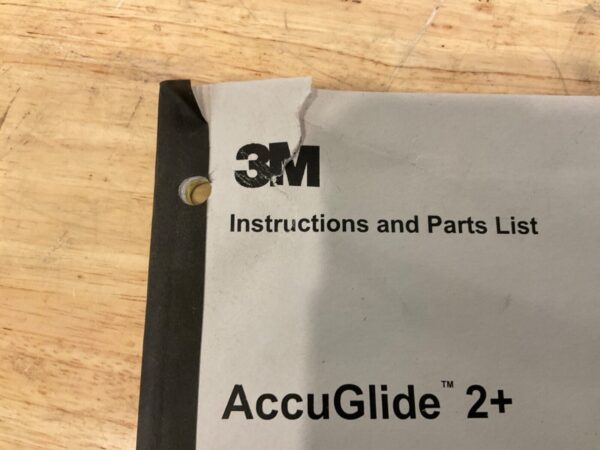 3M
Instructions and Parts List
AccuGlide™ 2+